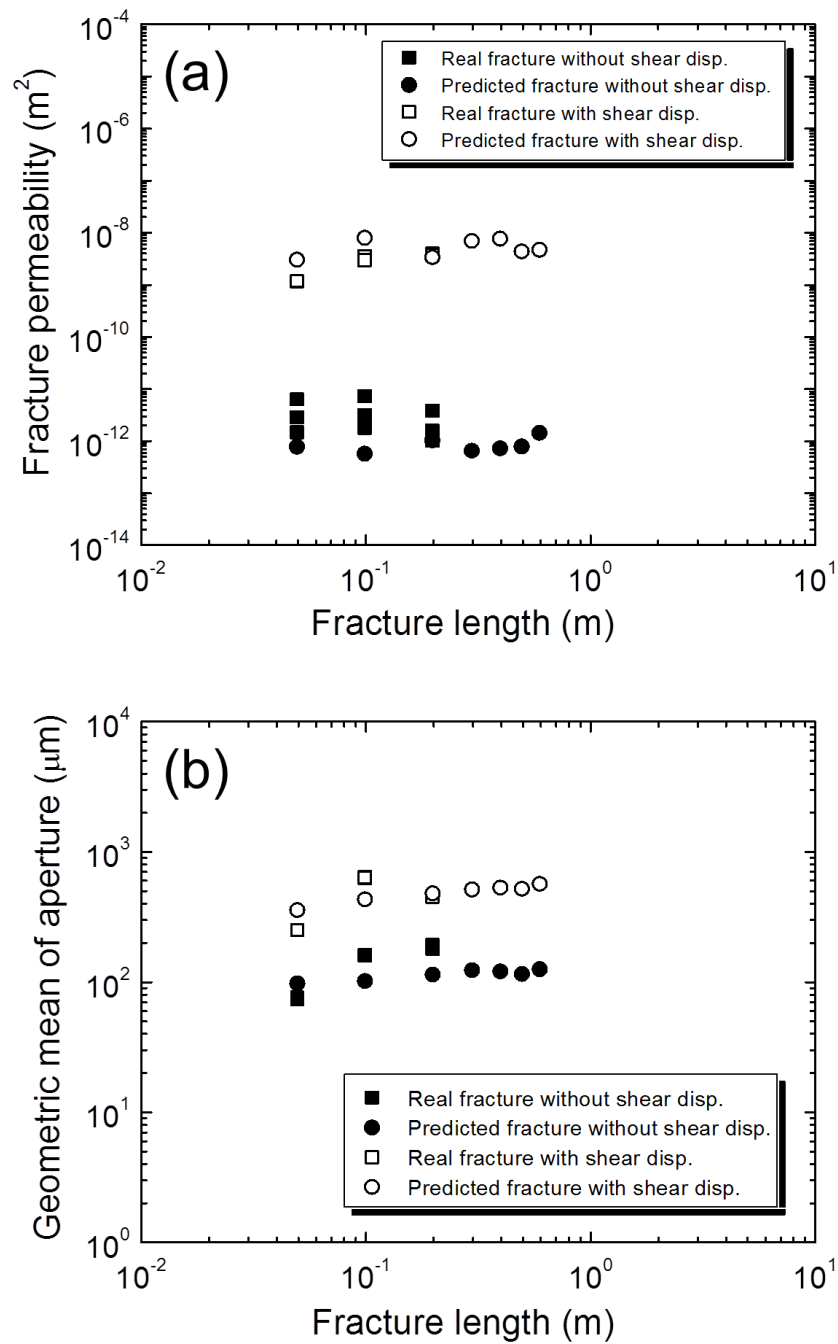 (a)
Real fracture without shear disp.
Predicted fracture without shear disp.
Real fracture with shear disp.
Predicted fracture with shear disp.
Fracture permeability (m²)
10⁻⁴
10⁻⁶
10⁻⁸
10⁻¹⁰
10⁻¹²
10⁻¹⁴
10⁻² 10⁻¹ 10⁰ 10¹
Fracture length (m)
(b)
Geometric mean of aperture (μm)
10⁴
10³
10²
10¹
10⁰
Real fracture without shear disp.
Predicted fracture without shear disp.
Real fracture with shear disp.
Predicted fracture with shear disp.
10⁻² 10⁻¹ 10⁰ 10¹
Fracture length (m)